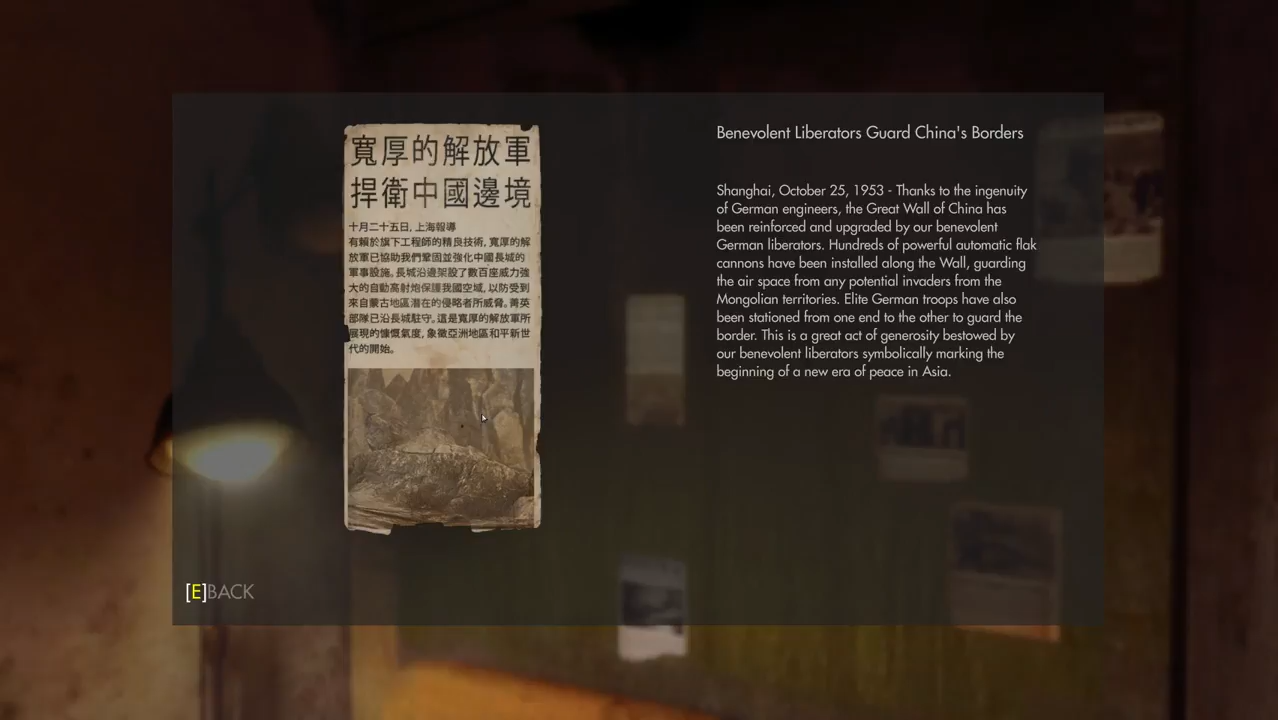 寬厚的解放軍
捍衛中國邊境
十月二十五日, 上海報導
有賴於旗下工程師的精良技術, 寬厚的解
放軍已協助我們鞏固並強化中國長城的
軍事設施。長城沿邊架設了數百座威力強
大的自動高射炮保護我國空域, 以防受到
來自蒙古地區潛在的侵略者所威脅。菁英
部隊已沿長城駐守。這是寬厚的解放軍所
展現的慷慨氣度, 象徵亞洲地區和平新世
代的開始。
Benevolent Liberators Guard China's Borders
Shanghai, October 25, 1953 - Thanks to the ingenuity
of German engineers, the Great Wall of China has
been reinforced and upgraded by our benevolent
German liberators. Hundreds of powerful automatic flak
cannons have been installed along the Wall, guarding
the air space from any potential invaders from the
Mongolian territories. Elite German troops have also
been stationed from one end to the other to guard the
border. This is a great act of generosity bestowed by
our benevolent liberators symbolically marking the
beginning of a new era of peace in Asia.
[E]BACK